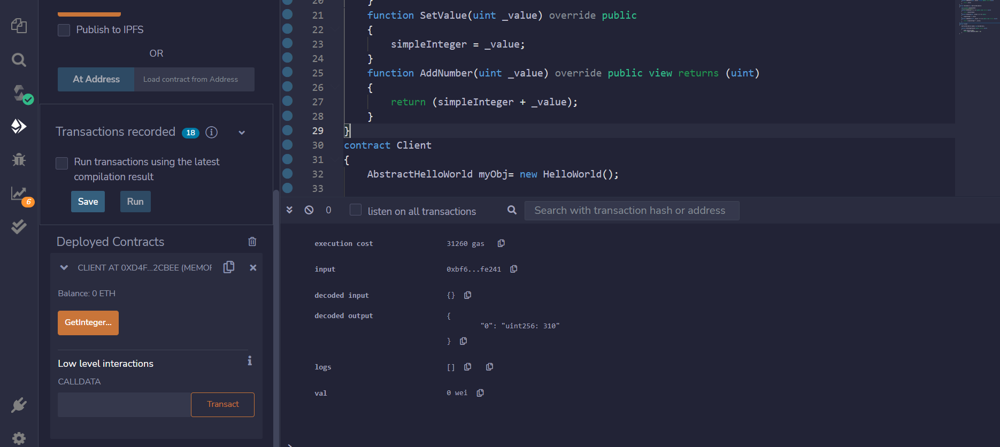 Publish to IPFS
OR
At Address
Load contract from Address
Transactions recorded 18
Run transactions using the latest
compilation result
Save
Run
6
Deployed Contracts
CLIENT AT 0XD4F...2CBEE (MEMOR
Balance: 0 ETH
GetInteger...
Low level interactions
CALLDATA
Transact
20 }
21 function SetValue(uint _value) override public
22 {
23 simpleInteger = _value;
24 }
25 function AddNumber(uint _value) override public view returns (uint)
26 {
27 return (simpleInteger + _value);
28 }
29 }
30 contract Client
31 {
32 AbstractHelloWorld myObj= new HelloWorld();
33
0
listen on all transactions
Search with transaction hash or address
execution cost 31260 gas
input 0xbf6...fe241
decoded input {}
decoded output {
"0": "uint256: 310"
}
logs []
val 0 wei
>